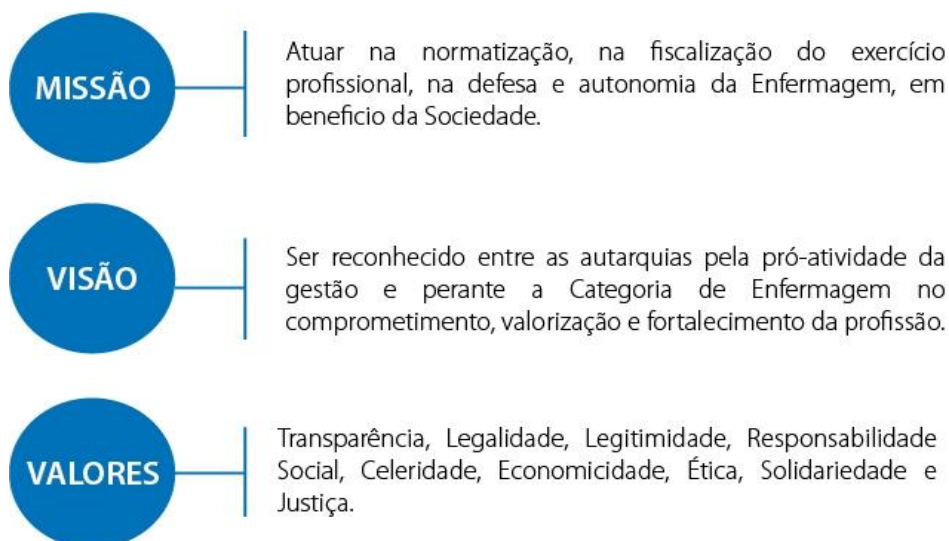 MISSÃO
Atuar na normatização, na fiscalização do exercício
profissional, na defesa e autonomia da Enfermagem, em
beneficio da Sociedade.
VISÃO
Ser reconhecido entre as autarquias pela pró-atividade da
gestão e perante a Categoria de Enfermagem no
comprometimento, valorização e fortalecimento da profissão.
VALORES
Transparência, Legalidade, Legitimidade, Responsabilidade
Social, Celeridade, Economicidade, Ética, Solidariedade e
Justiça.